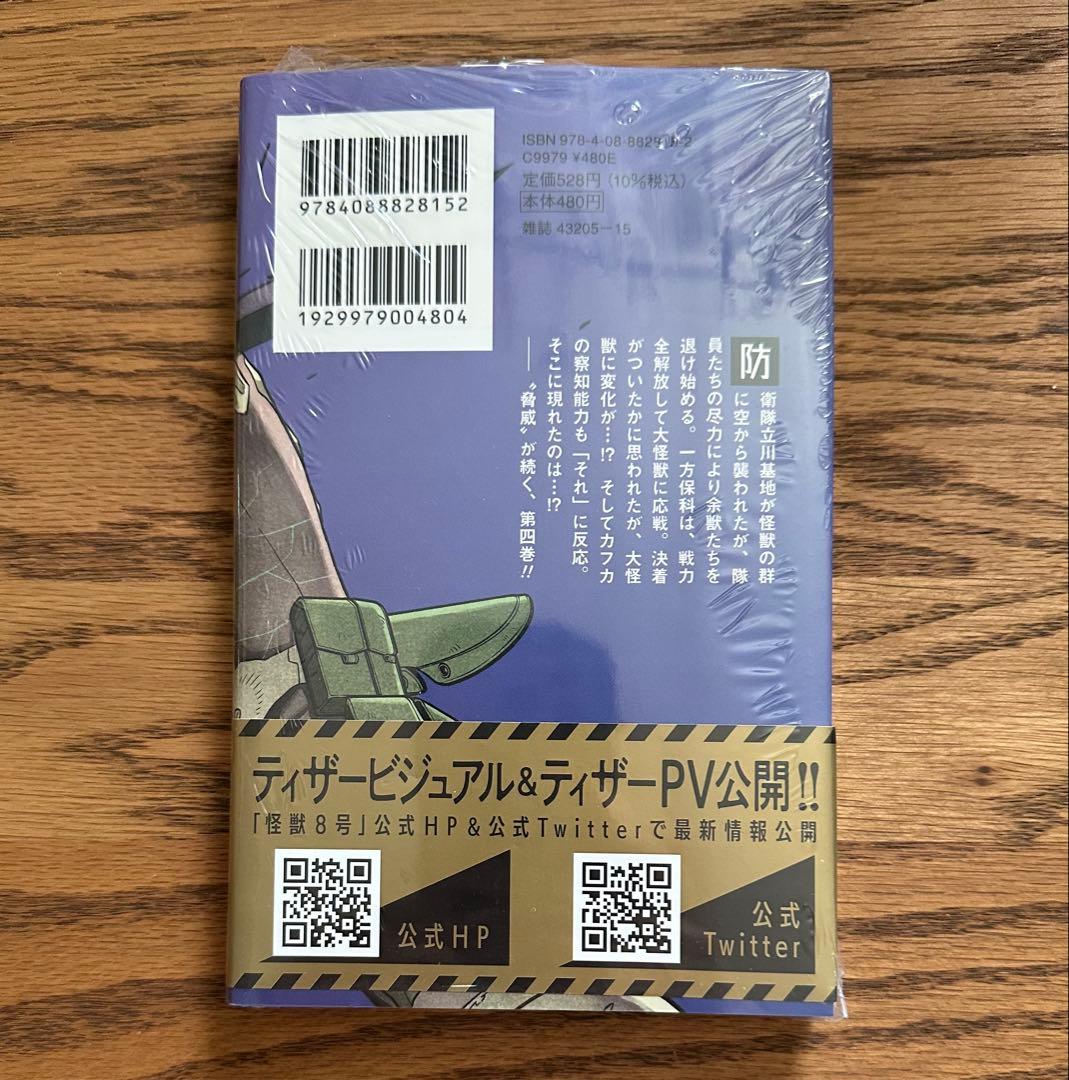 9784088828152
1929979004804
C9979 ¥480E
定価528円(10%税込)
本体480円
雑誌 43205-15
防衛隊立川基地が怪獣の群
に空から襲われたが、隊
員たちの尽力により余獣たちを
退け始める。一方保科は、戦力
全解放して大怪獣に応戦。決着
がついたかに思われたが、大怪
獣に変化が…!? そしてカフカ
の察知能力も「それ」に反応。
そこに現れたのは…!?
――〝脅威〟が続く、第四巻!!
ティザービジュアル&ティザーPV公開!!
「怪獣8号」公式HP&公式Twitterで最新情報公開
公式HP
公式
Twitter